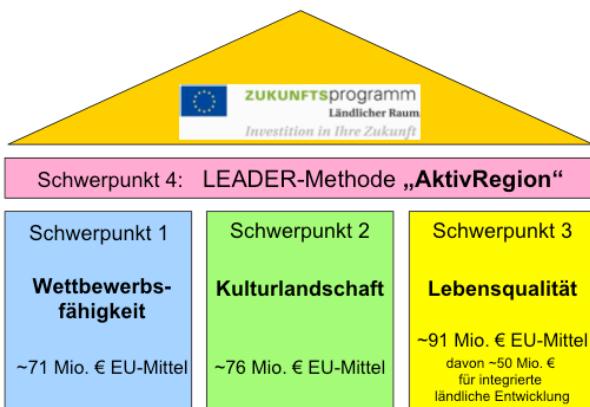 ZUKUNFTSprogramm
Ländlicher Raum
Investition in Ihre Zukunft
Schwerpunkt 4: LEADER-Methode „AktivRegion“
Schwerpunkt 1
Wettbewerbs-
fähigkeit
~71 Mio. € EU-Mittel
Schwerpunkt 2
Kulturlandschaft
~76 Mio. € EU-Mittel
Schwerpunkt 3
Lebensqualität
~91 Mio. € EU-Mittel
davon ~50 Mio. €
für integrierte
ländliche Entwicklung